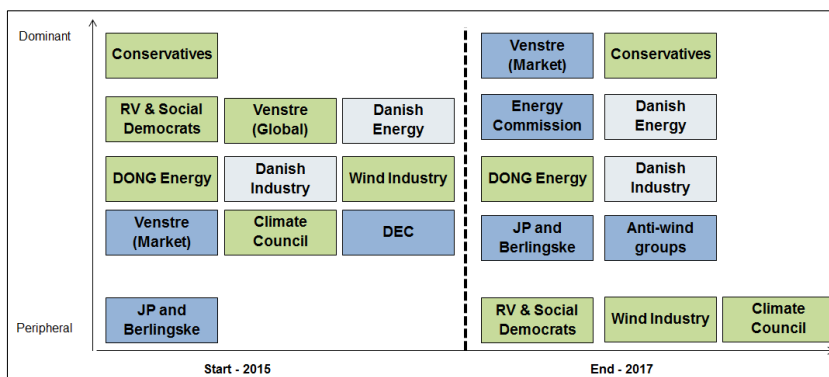 Dominant
Conservatives
RV & Social
Democrats
Venstre
(Global)
Danish
Energy
DONG Energy
Danish
Industry
Wind Industry
Venstre
(Market)
Climate
Council
DEC
JP and
Berlingske
Peripheral
Start - 2015
Venstre
(Market)
Conservatives
Energy
Commission
Danish
Energy
DONG Energy
Danish
Industry
JP and
Berlingske
Anti-wind
groups
RV & Social
Democrats
Wind Industry
Climate
Council
End - 2017